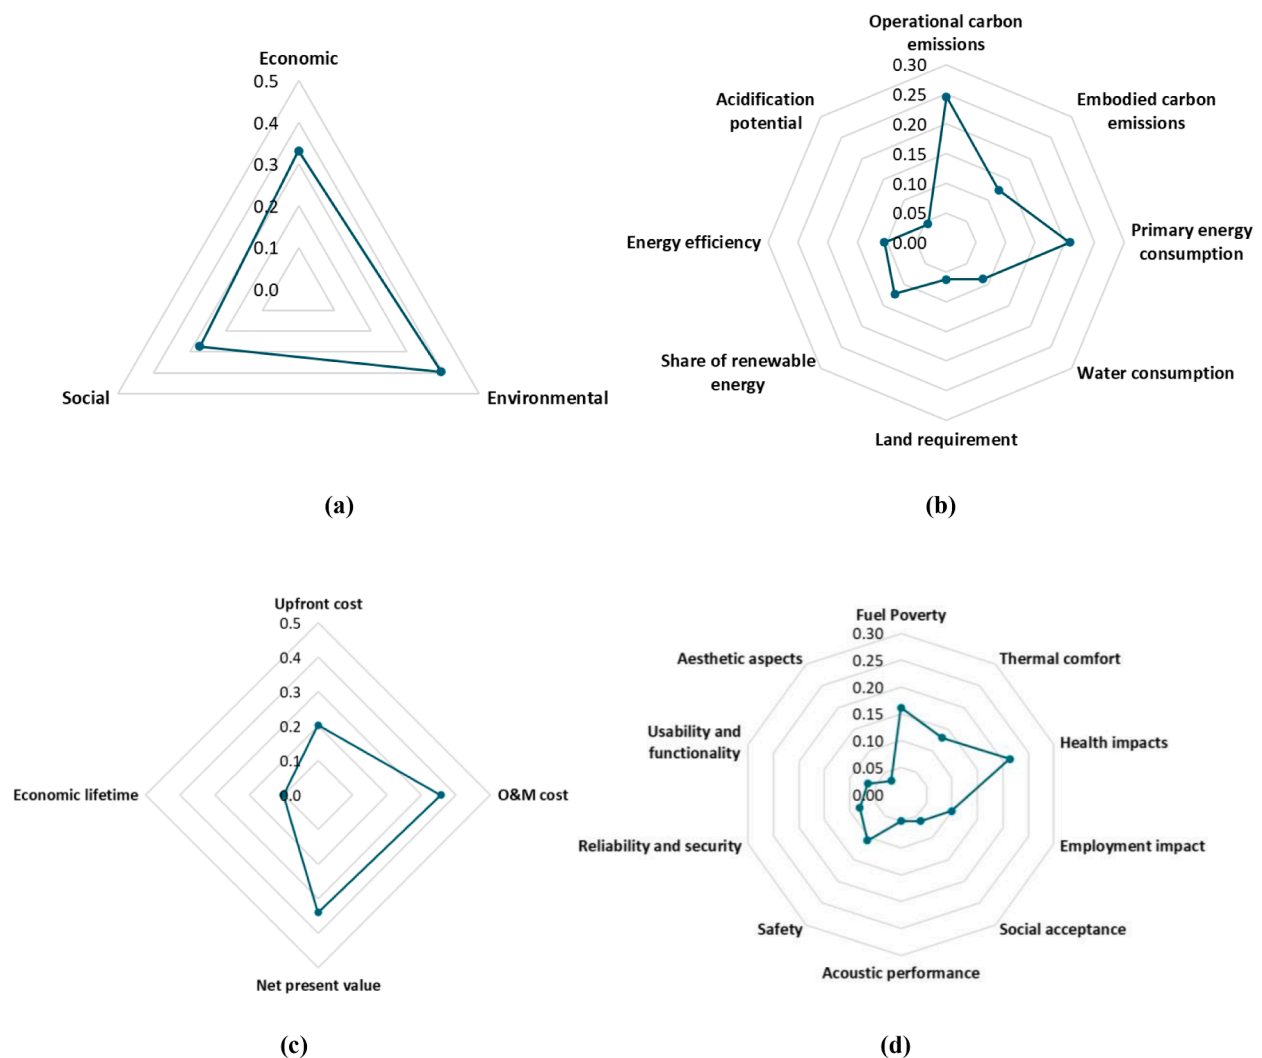 Economic
0.5
0.4
0.3
0.2
0.1
0.0
Social
Environmental
(a)
Operational carbon
emissions
0.30
0.25
0.20
0.15
0.10
0.05
0.00
Embodied carbon
emissions
Primary energy
consumption
Water consumption
Land requirement
Share of renewable
energy
Energy efficiency
Acidification
potential
(b)
Upfront cost
0.5
0.4
0.3
0.2
0.1
0.0
Economic lifetime
O&M cost
Net present value
(c)
Fuel Poverty
0.30
0.25
0.20
0.15
0.10
0.05
0.00
Thermal comfort
Health impacts
Employment impact
Social acceptance
Acoustic performance
Safety
Reliability and security
Usability and
functionality
Aesthetic aspects
(d)